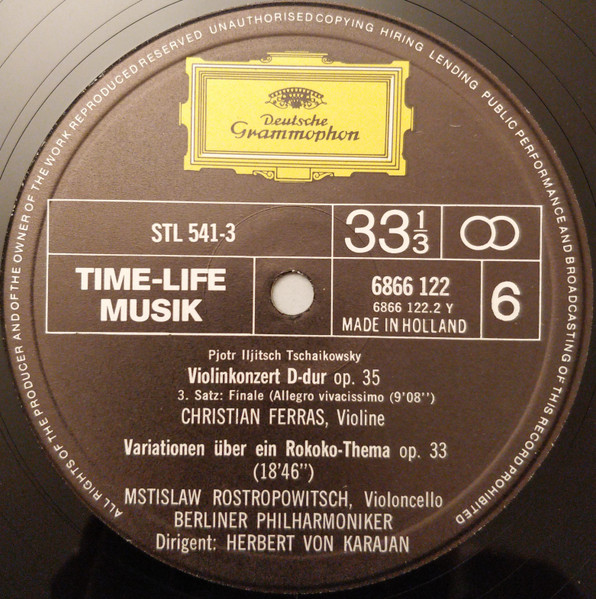 ALL RIGHTS OF THE PRODUCER AND OF THE OWNER OF THE WORK REPRODUCED RESERVED UNAUTHORISED COPYING HIRING LENDING PUBLIC PERFORMANCE AND BROADCASTING OF THIS RECORD PROHIBITED
Deutsche
Grammophon
STL 541-3
33⅓
TIME-LIFE
MUSIK
6866 122
6866 122.2 Y
MADE IN HOLLAND
6
Pjotr Iljitsch Tschaikowsky
Violinkonzert D-dur op. 35
3. Satz: Finale (Allegro vivacissimo (9'08")
CHRISTIAN FERRAS, Violine
Variationen über ein Rokoko-Thema op. 33
(18'46")
MSTISLAW ROSTROPOWITSCH, Violoncello
BERLINER PHILHARMONIKER
Dirigent: HERBERT VON KARAJAN